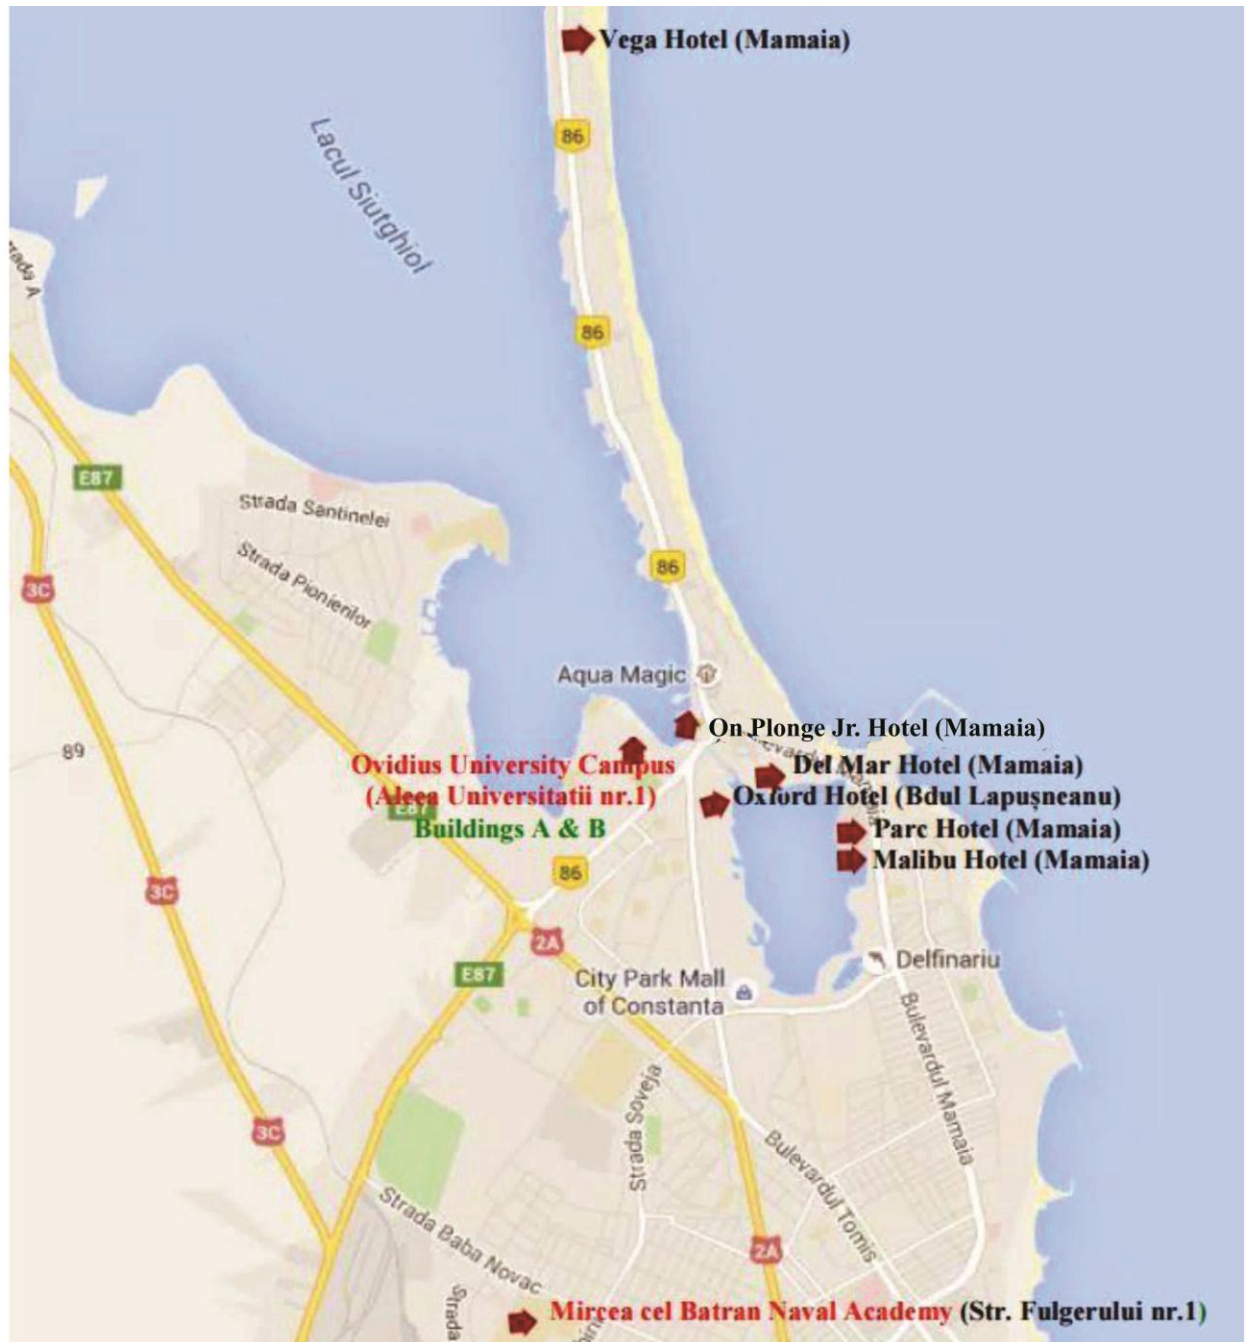 Vega Hotel (Mamaia)
86
Lacul Siutghiol
86
E87
Strada Santinelei
Strada Pionierilor
86
3C
Aqua Magic
On Plonge Jr. Hotel (Mamaia)
89
Ovidius University Campus
Del Mar Hotel (Mamaia)
(Aleea Universitatii nr.1)
Oxford Hotel (Bdul Lapușneanu)
E87
Buildings A & B
Parc Hotel (Mamaia)
Malibu Hotel (Mamaia)
86
3C
2A
Delfinariu
E87
City Park Mall
of Constanta
Bulevardul Mamaia
Strada Soveja
3C
Bulevardul Tomis
Strada Baba Novac
2A
Strada
Mircea cel Batran Naval Academy (Str. Fulgerului nr.1)